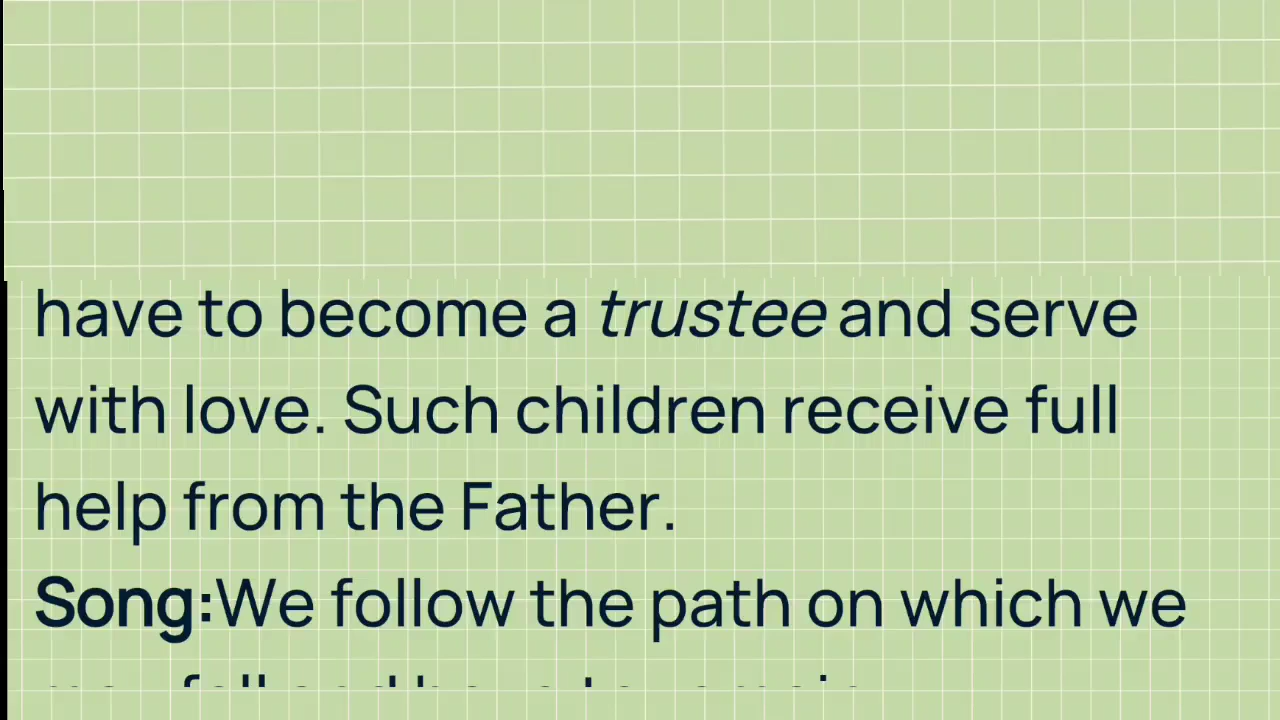 have to become a trustee and serve
with love. Such children receive full
help from the Father.
Song:We follow the path on which we